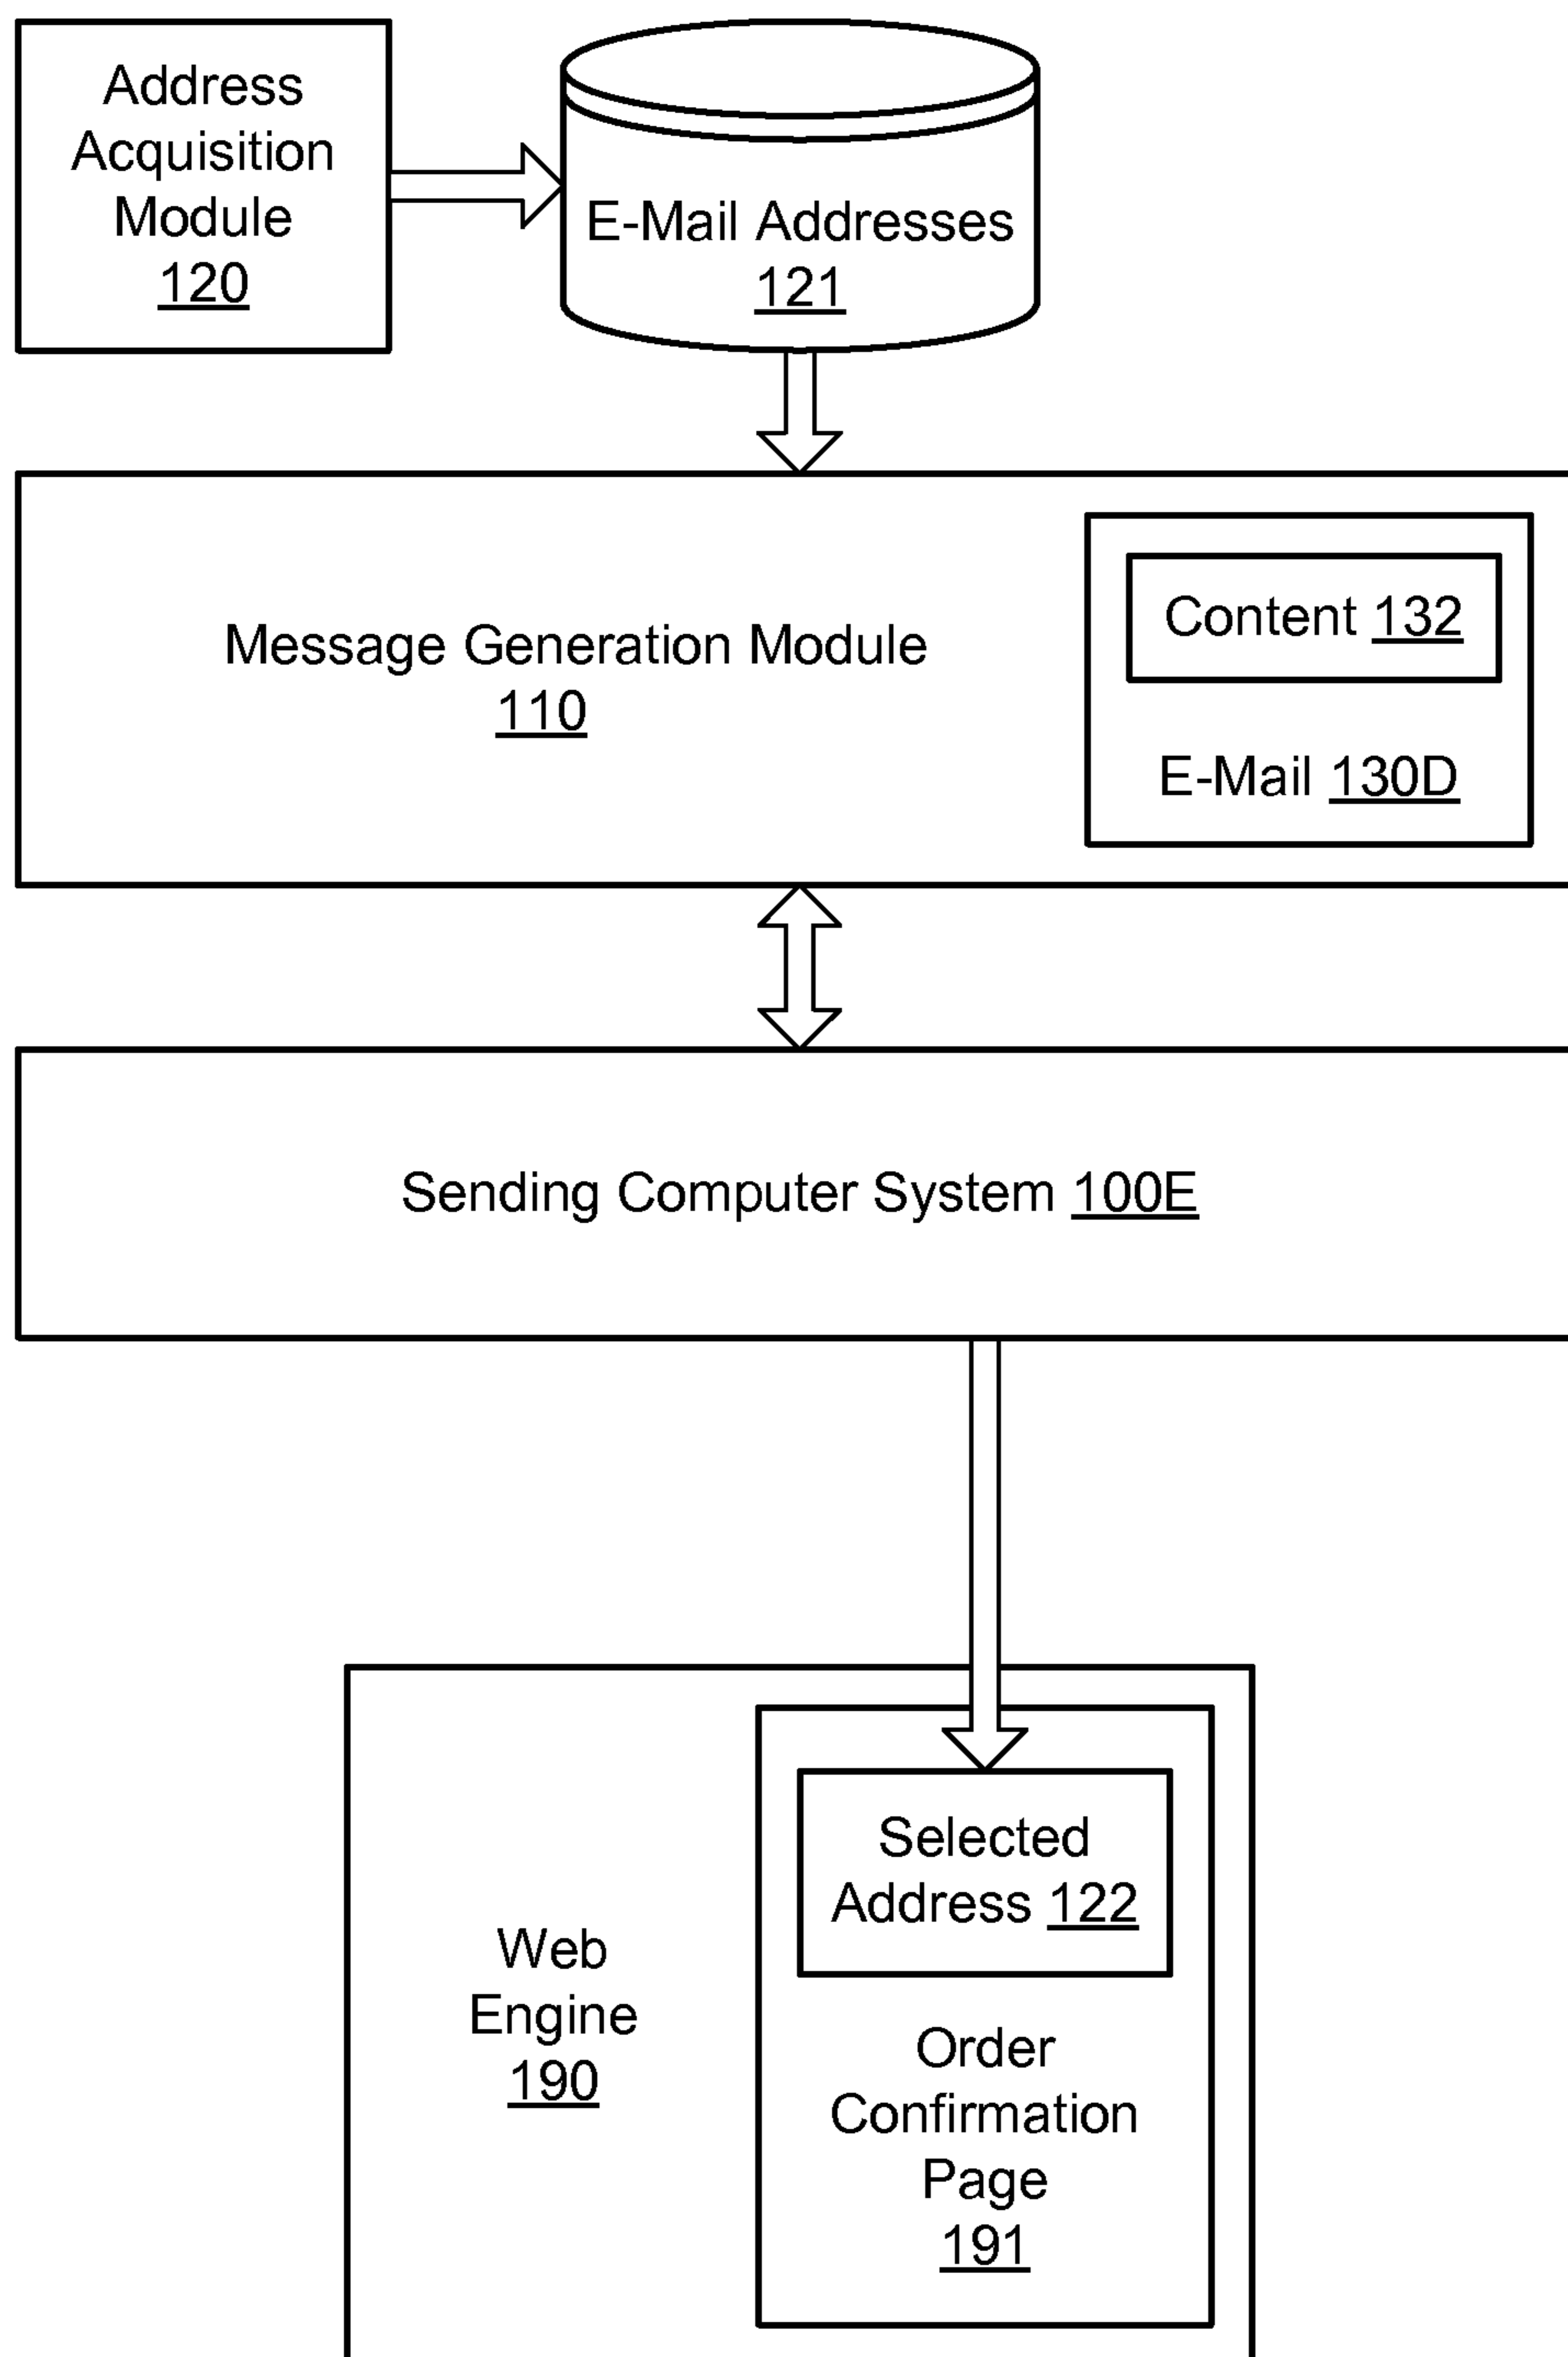 Address
Acquisition
Module
120
E-Mail Addresses
121
Message Generation Module
110
Content 132
E-Mail 130D
Sending Computer System 100E
Selected
Address 122
Web
Engine
190
Order
Confirmation
Page
191